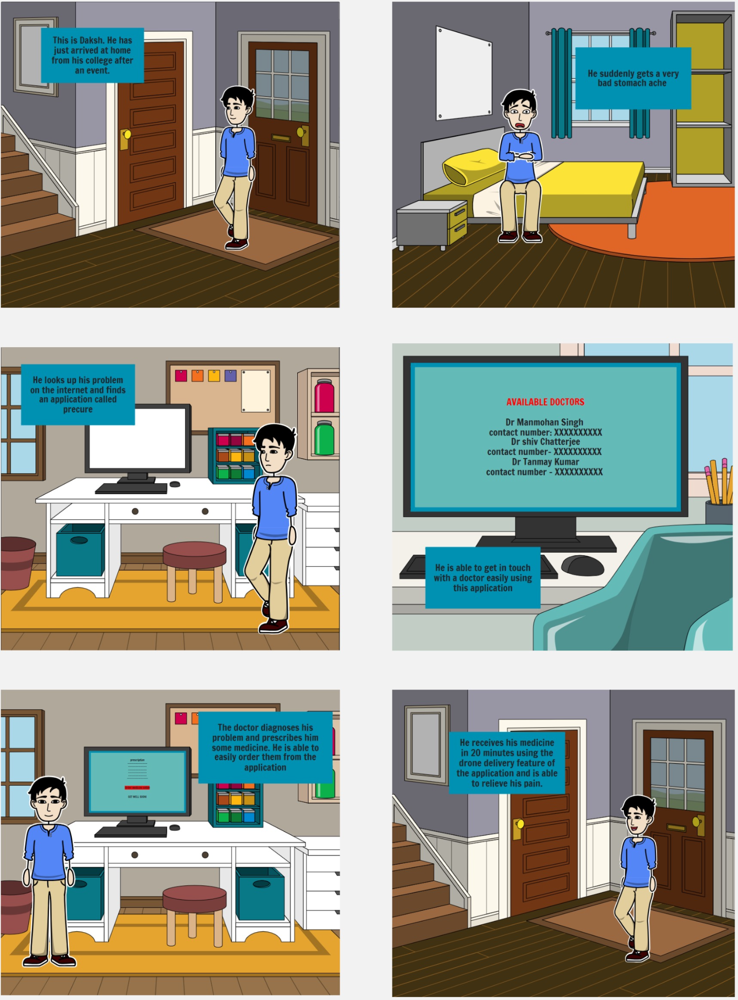 This is Daksh. He has
just arrived at home
from his college after
an event.
He suddenly gets a very
bad stomach ache
He looks up his problem
on the internet and finds
an application called
precure
AVAILABLE DOCTORS
Dr Manmohan Singh
contact number: XXXXXXXXXX
Dr shiv Chatterjee
contact number- XXXXXXXXXX
Dr Tanmay Kumar
contact number - XXXXXXXXXX
He is able to get in touch
with a doctor easily using
this application
The doctor diagnoses his
problem and prescribes him
some medicine. He is able to
easily order them from the
application
prescription
GET WELL SOON!
He receives his medicine
in 20 minutes using the
drone delivery feature of
the application and is able
to relieve his pain.